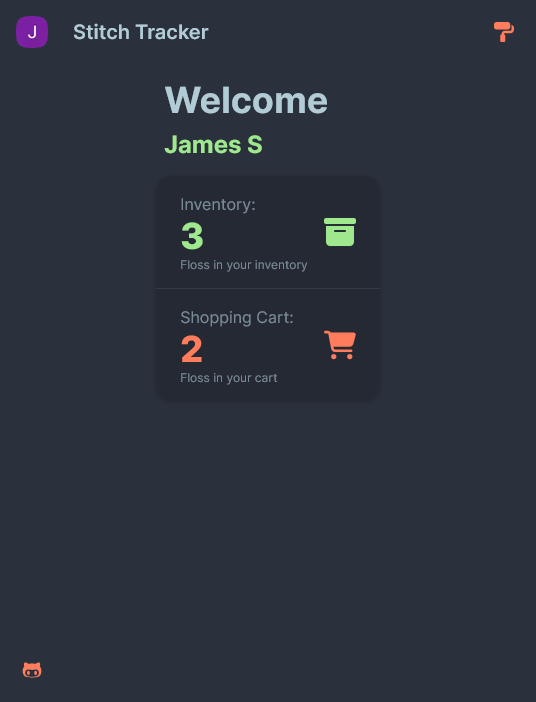 J
Stitch Tracker
Welcome
James S
Inventory:
3
Floss in your inventory
Shopping Cart:
2
Floss in your cart